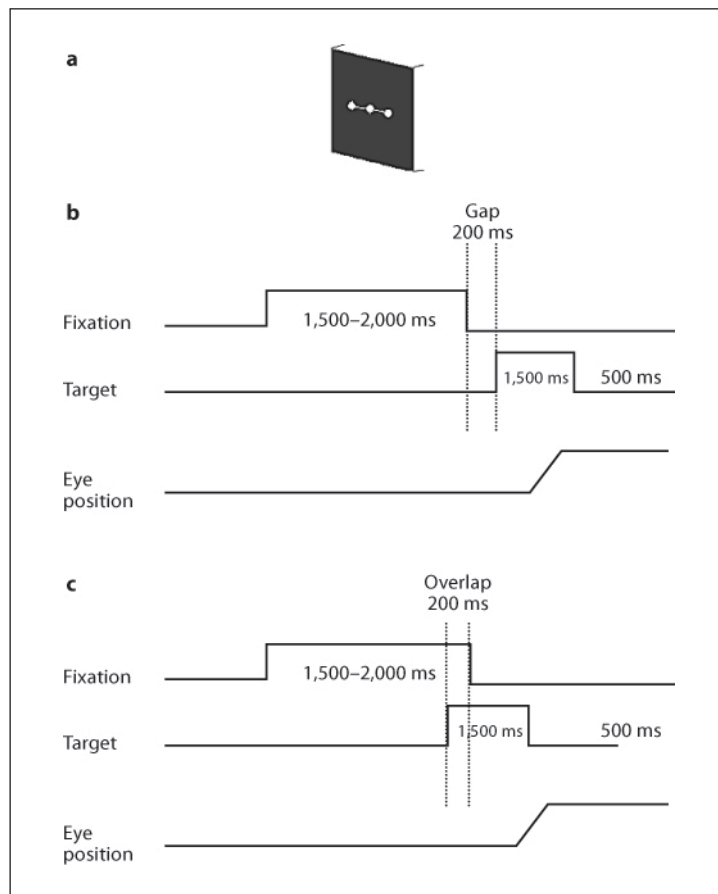 a
b
Gap
200 ms
Fixation
1,500–2,000 ms
Target
1,500 ms
500 ms
Eye
position
c
Overlap
200 ms
Fixation
1,500–2,000 ms
Target
1,500 ms
500 ms
Eye
position